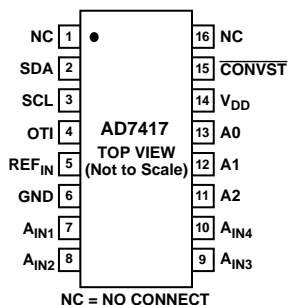 NC 1 16 NC
SDA 2 15 CONVST
SCL 3 14 VDD
OTI 4 AD7417 13 A0
REFIN 5 TOP VIEW (Not to Scale) 12 A1
GND 6 11 A2
AIN1 7 10 AIN4
AIN2 8 9 AIN3
NC = NO CONNECT